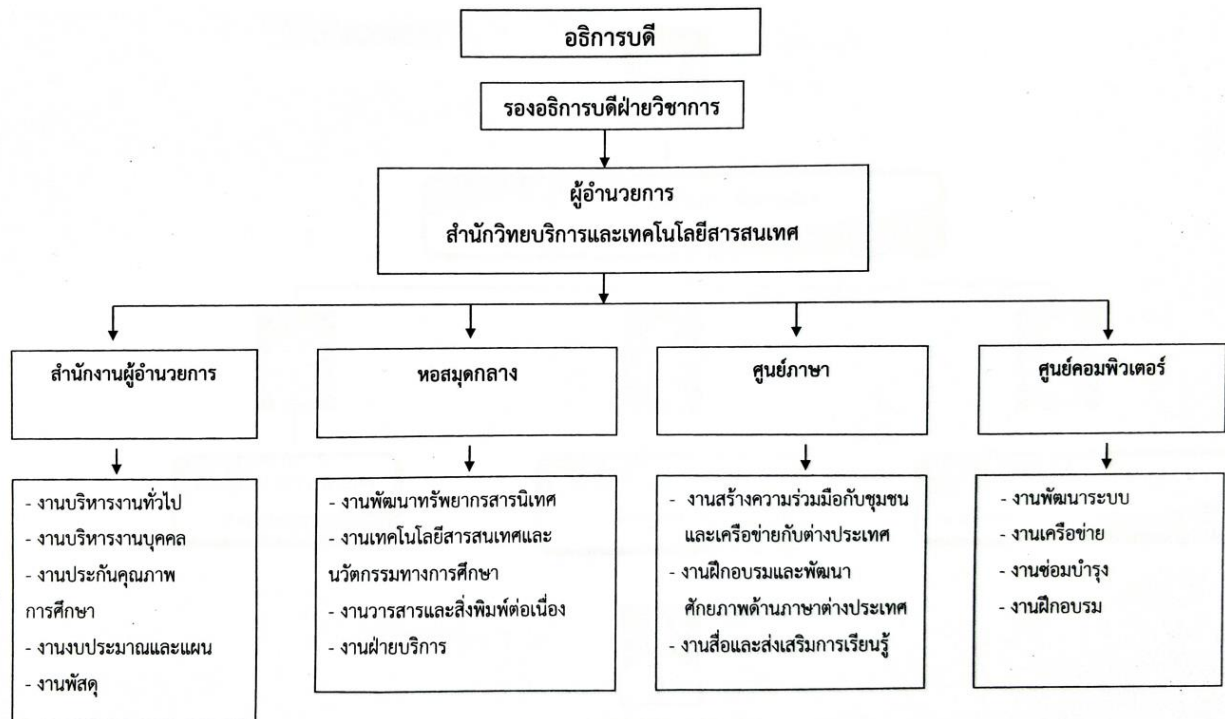 อธิการบดี
รองอธิการบดีฝ่ายวิชาการ
ผู้อำนวยการ
สำนักวิทยบริการและเทคโนโลยีสารสนเทศ
สำนักงานผู้อำนวยการ
หอสมุดกลาง
ศูนย์ภาษา
ศูนย์คอมพิวเตอร์
- งานบริหารงานทั่วไป
- งานบริหารงานบุคคล
- งานประกันคุณภาพ
การศึกษา
- งานงบประมาณและแผน
- งานพัสดุ
- งานพัฒนาทรัพยากรสารนิเทศ
- งานเทคโนโลยีสารสนเทศและ
นวัตกรรมทางการศึกษา
- งานวารสารและสิ่งพิมพ์ต่อเนื่อง
- งานฝ่ายบริการ
- งานสร้างความร่วมมือกับชุมชน
และเครือข่ายกับต่างประเทศ
- งานฝึกอบรมและพัฒนา
ศักยภาพด้านภาษาต่างประเทศ
- งานสื่อและส่งเสริมการเรียนรู้
- งานพัฒนาระบบ
- งานเครือข่าย
- งานซ่อมบำรุง
- งานฝึกอบรม